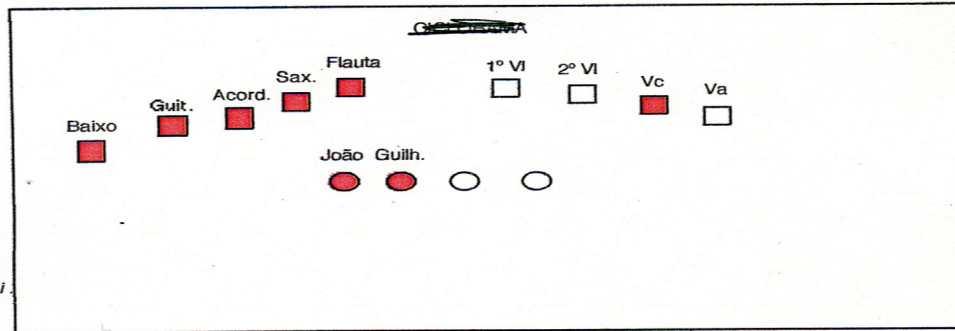 Flauta
1º Vl
2º Vl
Vc
Va
Sax.
Acord.
Guit.
Baixo
João
Guilh.
i.